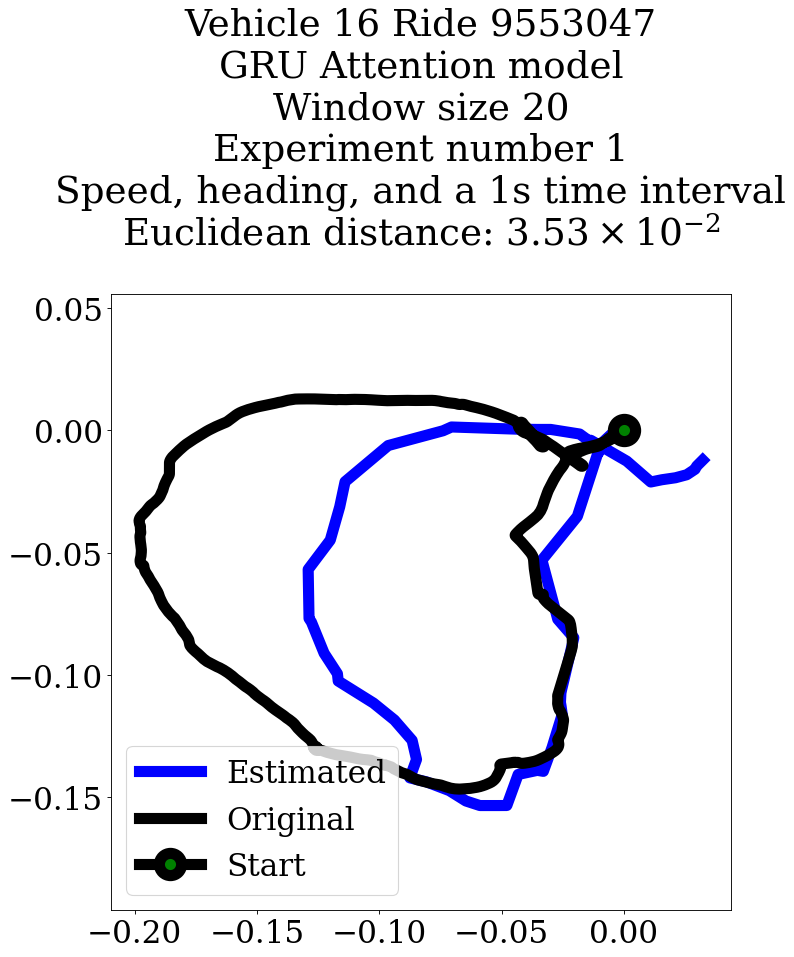 Vehicle 16 Ride 9553047
GRU Attention model
Window size 20
Experiment number 1
Speed, heading, and a 1s time interval
Euclidean distance: 3.53 × 10⁻²
0.05
0.00
−0.05
−0.10
−0.15
Estimated
Original
Start
−0.20 −0.15 −0.10 −0.05 0.00